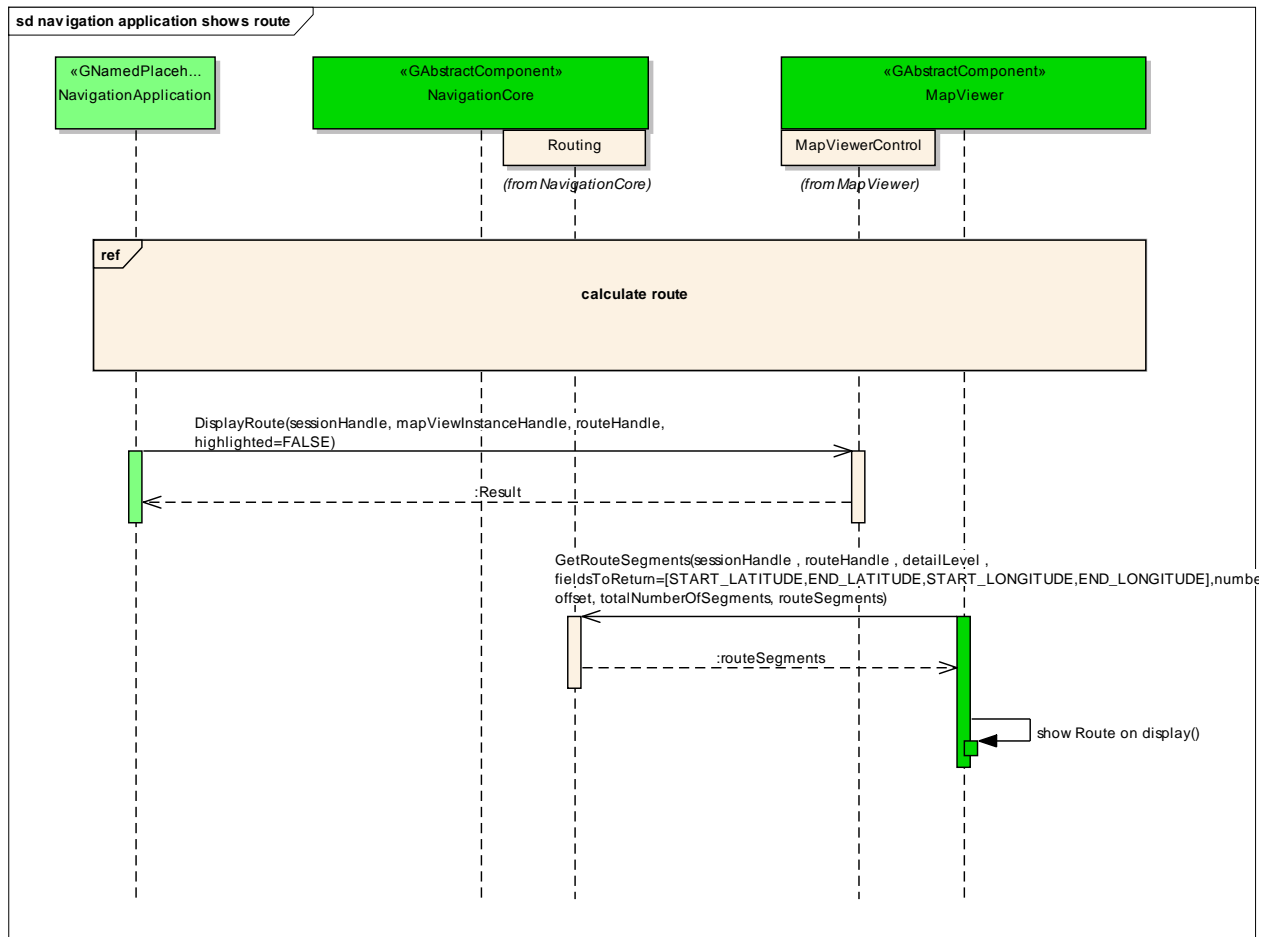 sd navigation application shows route
«GNamedPlaceh...
NavigationApplication
«GAbstractComponent»
NavigationCore
«GAbstractComponent»
MapViewer
Routing
MapViewerControl
(from NavigationCore)
(from MapViewer)
ref
calculate route
DisplayRoute(sessionHandle, mapViewInstanceHandle, routeHandle,
highlighted=FALSE)
:Result
GetRouteSegments(sessionHandle , routeHandle , detailLevel ,
fieldsToReturn=[START_LATITUDE,END_LATITUDE,START_LONGITUDE,END_LONGITUDE],numbe
offset, totalNumberOfSegments, routeSegments)
:routeSegments
show Route on display()